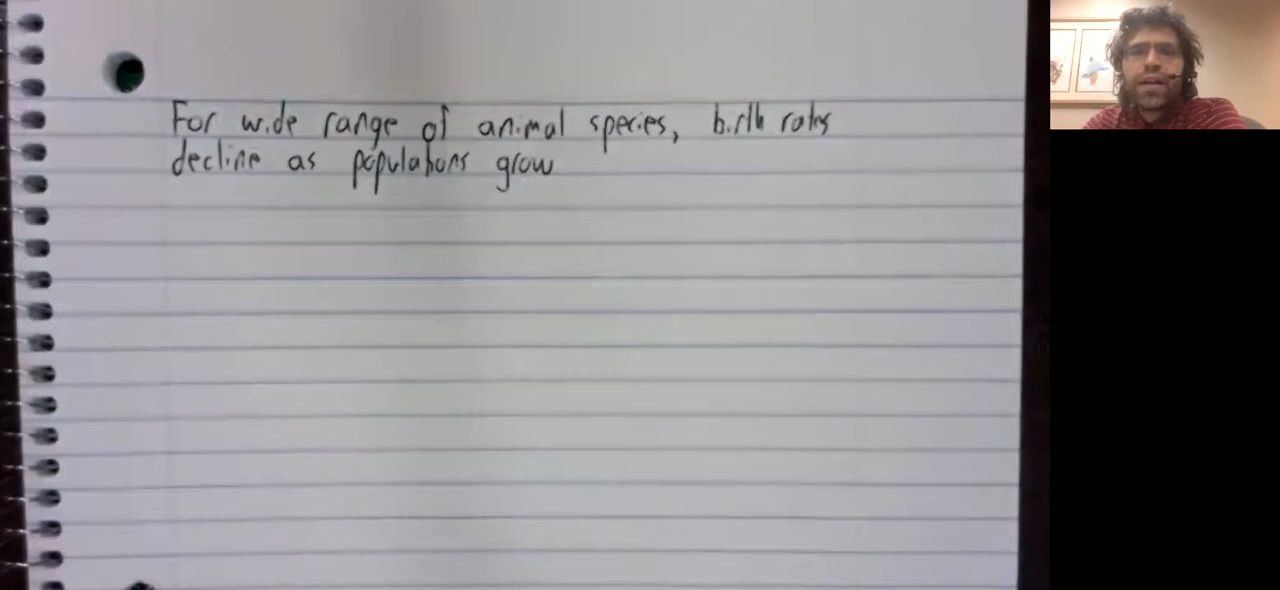 For wide range of animal species, birth rates
decline as populations grow